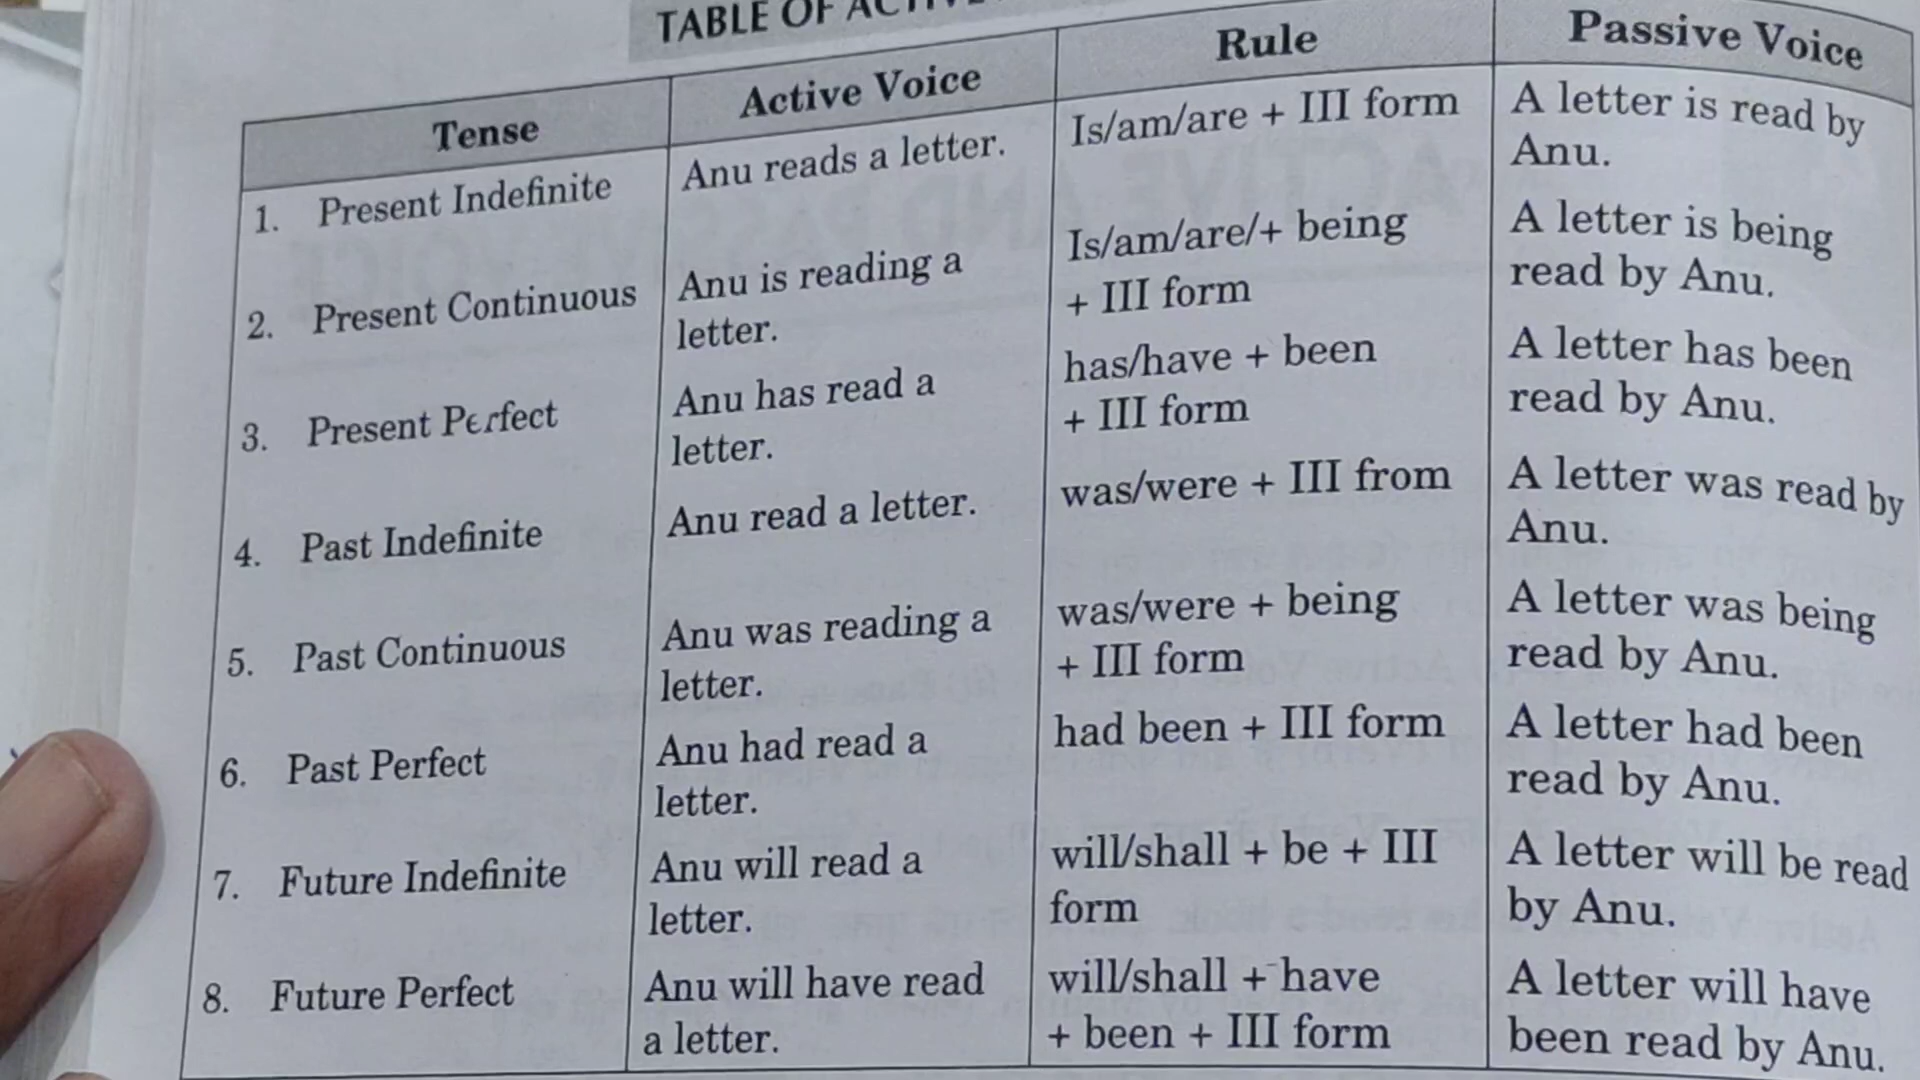 TABLE OF
Tense Active Voice Rule Passive Voice
1. Present Indefinite Anu reads a letter. Is/am/are + III form A letter is read by
Anu.
2. Present Continuous Anu is reading a Is/am/are/+ being A letter is being
letter. + III form read by Anu.
3. Present Perfect Anu has read a has/have + been A letter has been
letter. + III form read by Anu.
4. Past Indefinite Anu read a letter. was/were + III from A letter was read by
Anu.
5. Past Continuous Anu was reading a was/were + being A letter was being
letter. + III form read by Anu.
6. Past Perfect Anu had read a had been + III form A letter had been
letter. read by Anu.
7. Future Indefinite Anu will read a will/shall + be + III A letter will be read
letter. form by Anu.
8. Future Perfect Anu will have read will/shall + have A letter will have
a letter. + been + III form been read by Anu.